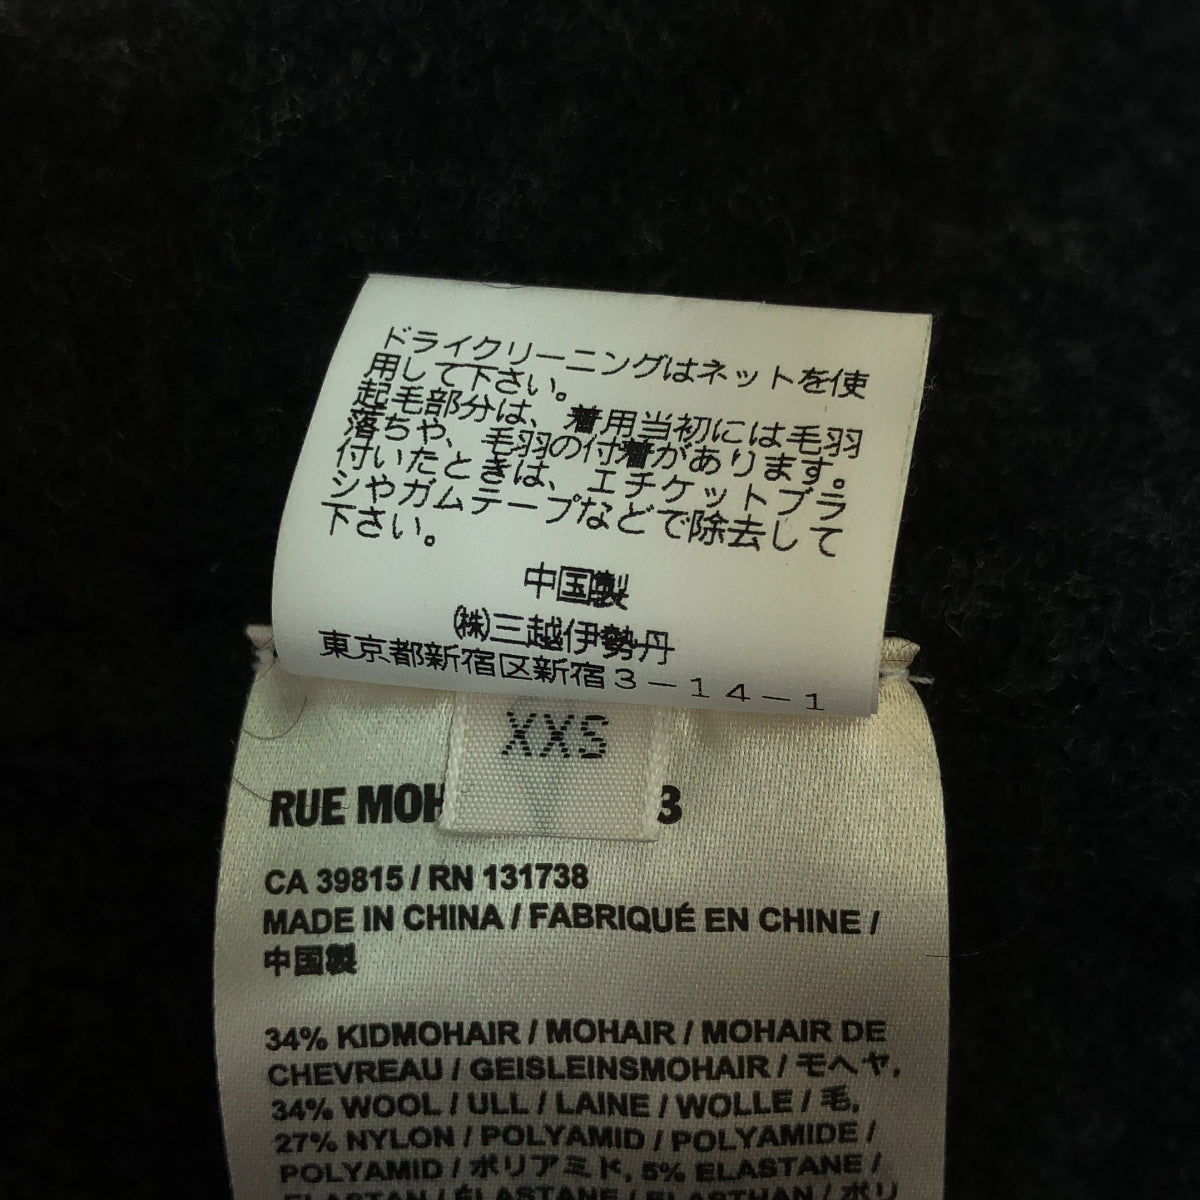 ドライクリーニングはネットを使
用して下さい。
起毛部分は、着用当初には毛羽
落ちや、毛羽の付着があります。
付いたときは、エチケットブラ
シやガムテープなどで除去して
下さい。
中国製
㈱三越伊勢丹
東京都新宿区新宿3-14-1
XXS
RUE 3
CA 39815 / RN 131738
MADE IN CHINA / FABRIQUÉ EN CHINE /
中国製
34% KIDMOHAIR / MOHAIR / MOHAIR DE
CHEVREAU / GEISLEINSMOHAIR / モヘヤ,
34% WOOL / ULL / LAINE / WOLLE / 毛,
27% NYLON / POLYAMID / POLYAMIDE /
POLYAMID / ポリアミド, 5% ELASTANE /
ELASTAN / ÉLASTANE / ELASTHAN / ポリ